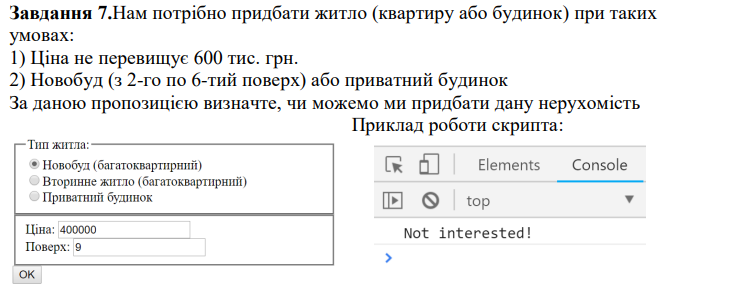 Завдання 7.Нам потрібно придбати житло (квартиру або будинок) при таких
умовах:
1) Ціна не перевищує 600 тис. грн.
2) Новобуд (з 2-го по 6-тий поверх) або приватний будинок
За даною пропозицією визначте, чи можемо ми придбати дану нерухомість
Приклад роботи скрипта:
Тип житла:
Новобуд (багатоквартирний)
Вторинне житло (багатоквартирний)
Приватний будинок
Ціна: 400000
Поверх: 9
OK
Elements Console
top
Not interested!